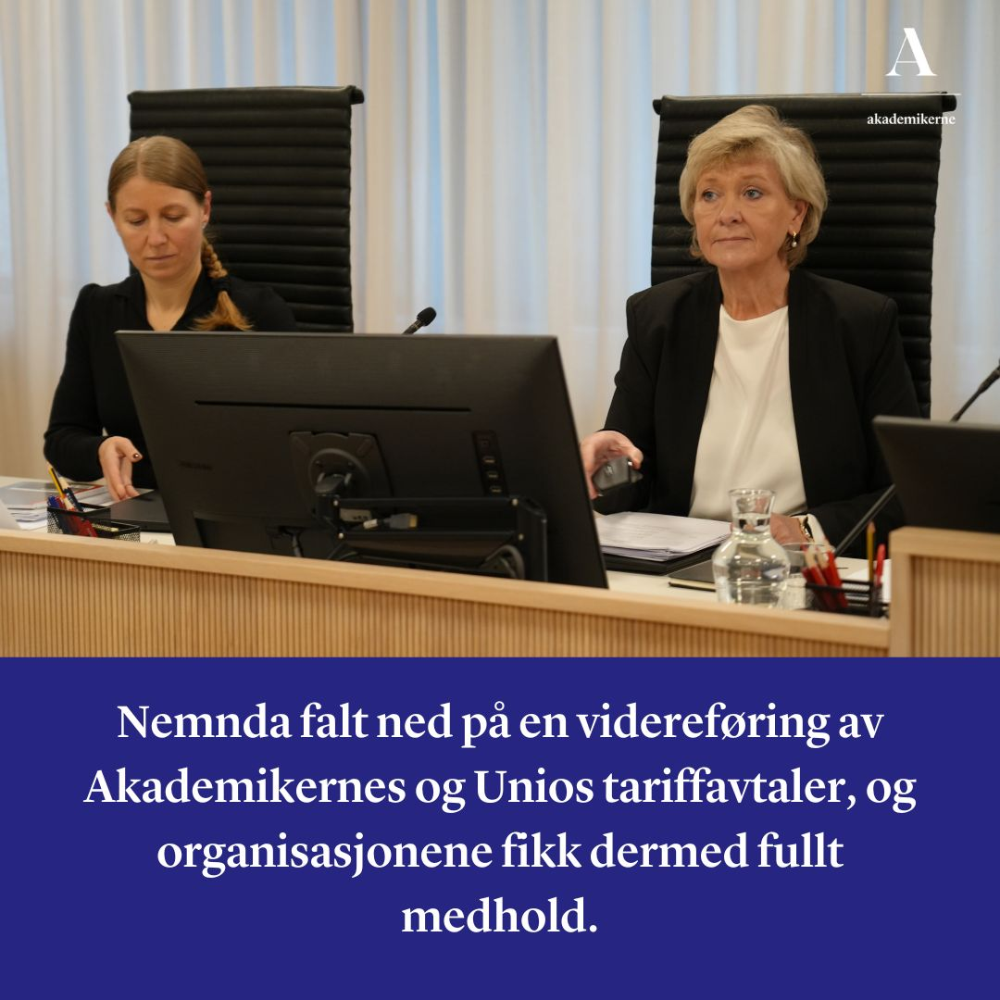 A
akademikerne
Nemnda falt ned på en videreføring av
Akademikernes og Unios tariffavtaler, og
organisasjonene fikk dermed fullt
medhold.